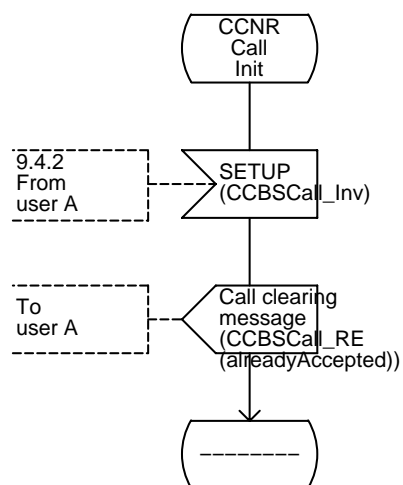 CCNR
Call
Init
9.4.2
From
user A
SETUP
(CCBSCall_Inv)
To
user A
Call clearing
message
(CCBSCall_RE
(alreadyAccepted))